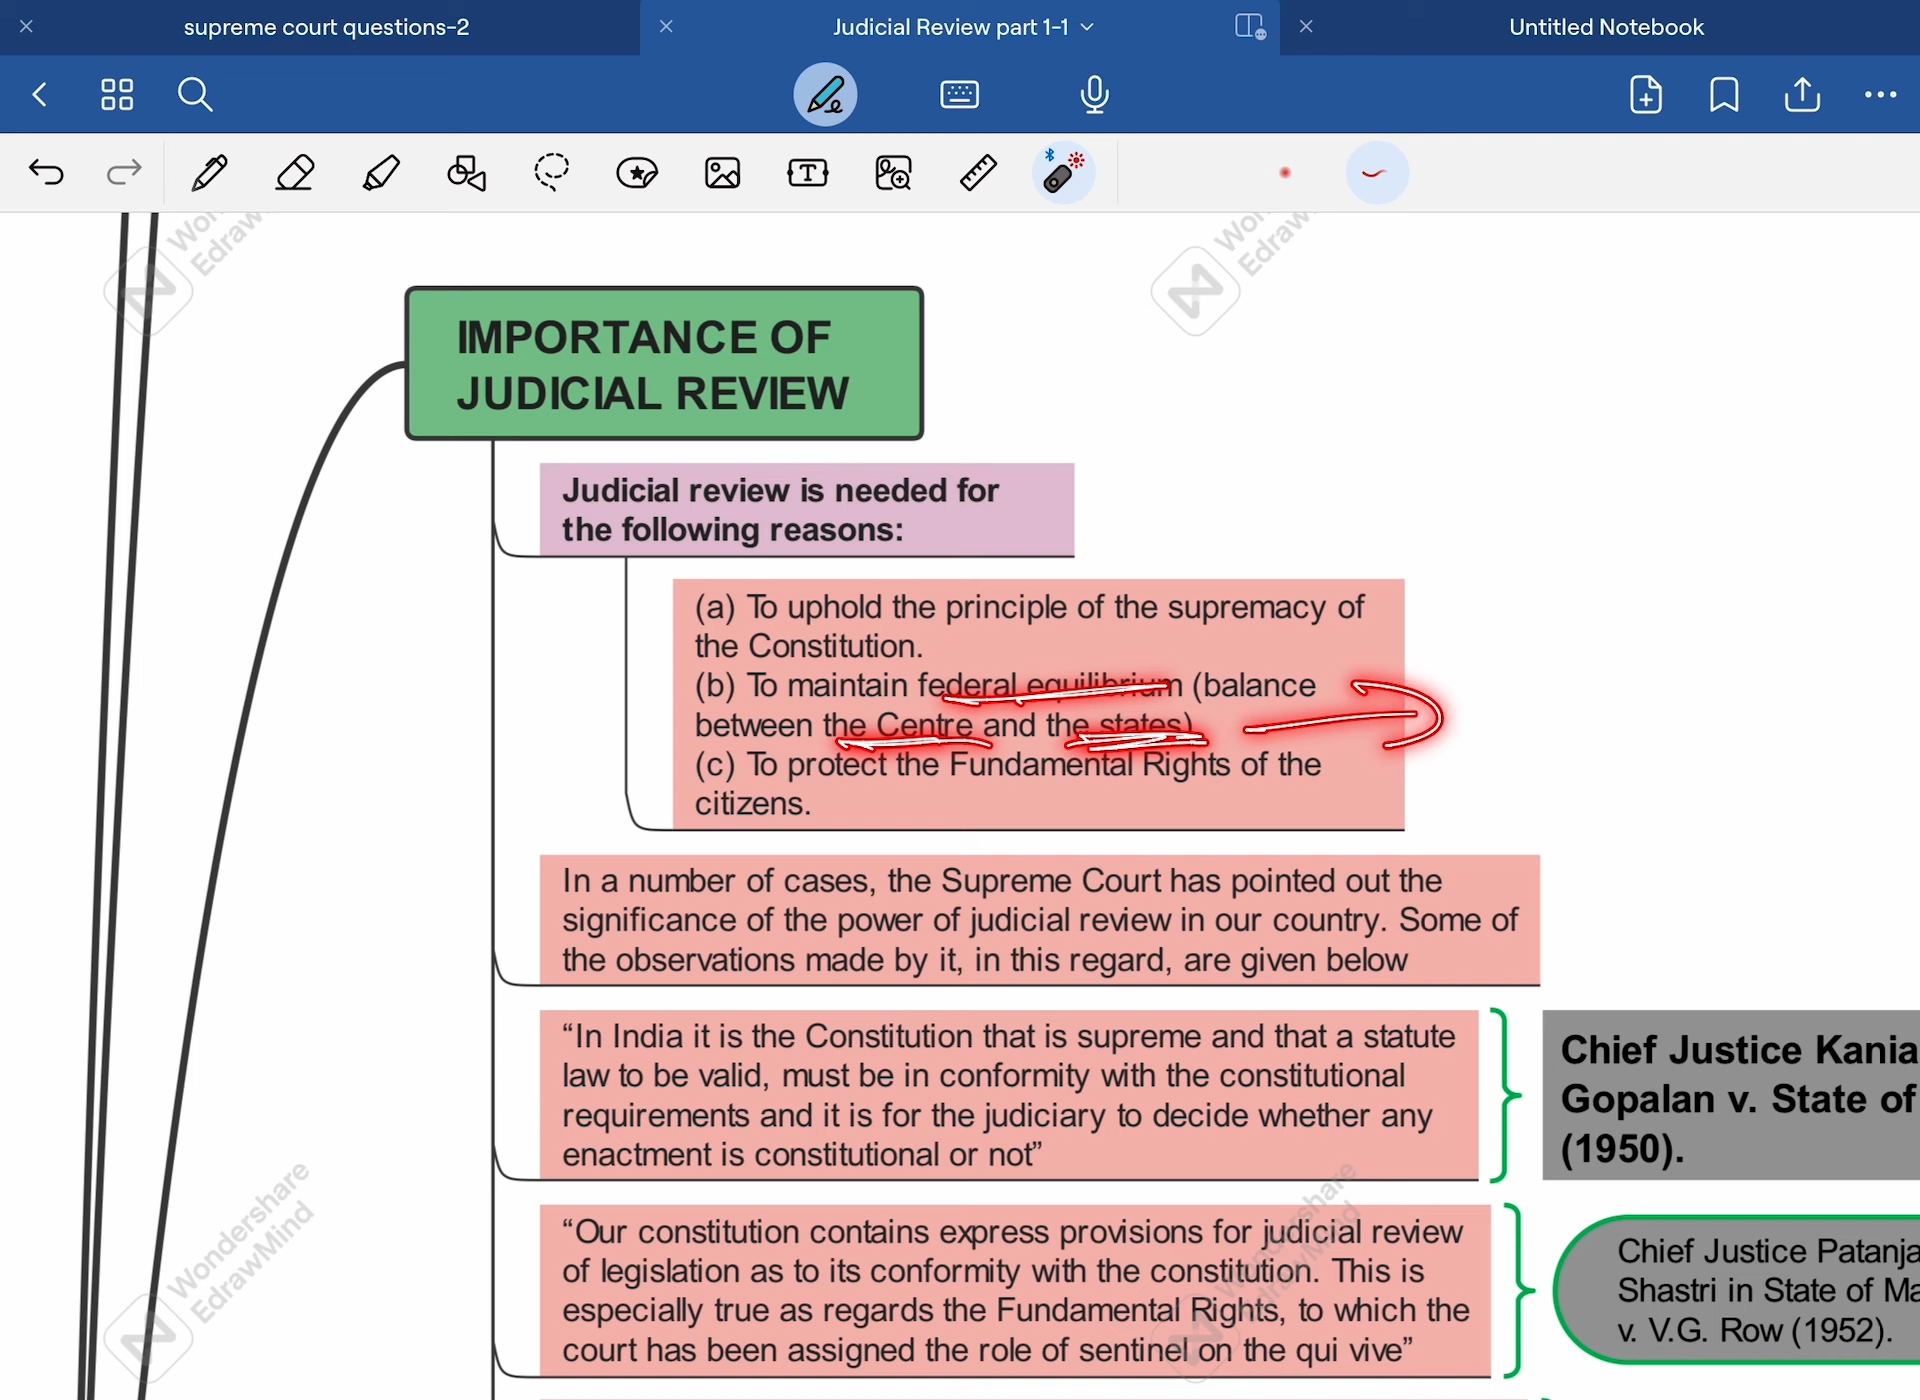 supreme court questions-2
Judicial Review part 1-1
Untitled Notebook
Wondershare
EdrawMind
IMPORTANCE OF
JUDICIAL REVIEW
Judicial review is needed for
the following reasons:
(a) To uphold the principle of the supremacy of
the Constitution.
(b) To maintain federal equilibrium (balance
between the Centre and the states)
(c) To protect the Fundamental Rights of the
citizens.
In a number of cases, the Supreme Court has pointed out the
significance of the power of judicial review in our country. Some of
the observations made by it, in this regard, are given below
“In India it is the Constitution that is supreme and that a statute
law to be valid, must be in conformity with the constitutional
requirements and it is for the judiciary to decide whether any
enactment is constitutional or not”
Chief Justice Kania
Gopalan v. State of
(1950).
“Our constitution contains express provisions for judicial review
of legislation as to its conformity with the constitution. This is
especially true as regards the Fundamental Rights, to which the
court has been assigned the role of sentinel on the qui vive”
Chief Justice Patanja
Shastri in State of Ma
v. V.G. Row (1952).
Wondershare
EdrawMind